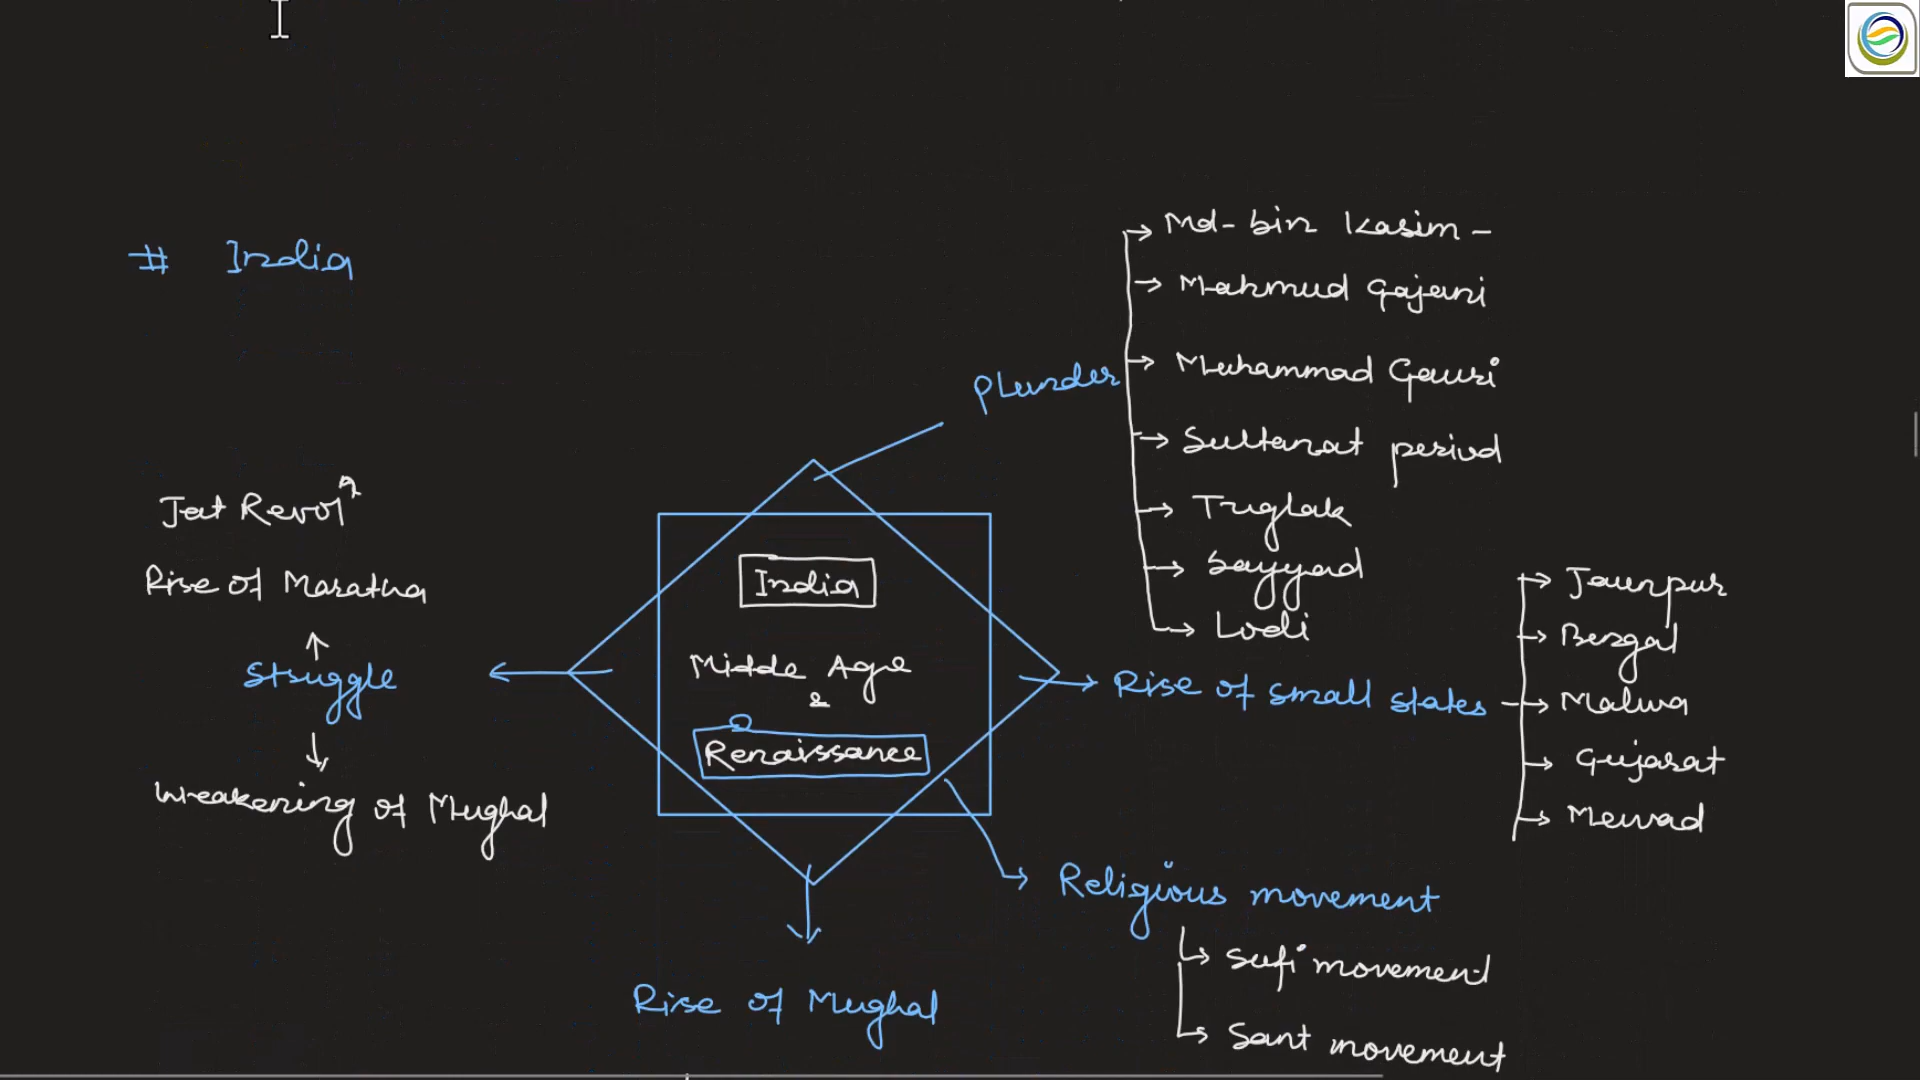 # India
Plunder
→ Md-bin Kasim -
→ Mahmud Gajani
→ Muhammad Gauri
→ Sultanat period
→ Tuglak
→ Sayyad
→ Lodi
India
Midde Age
&
Renaissance
→ Rise of small states
→ Jaunpur
→ Bengal
→ Malwa
→ Gujarat
→ Mewad
→ Religious movement
↳ Sufi movement
↳ Sant movement
Rise of Mughal
Jat Revolⁿ
Rise of Maratha
↑
Struggle
↓
Weakening of Mughal